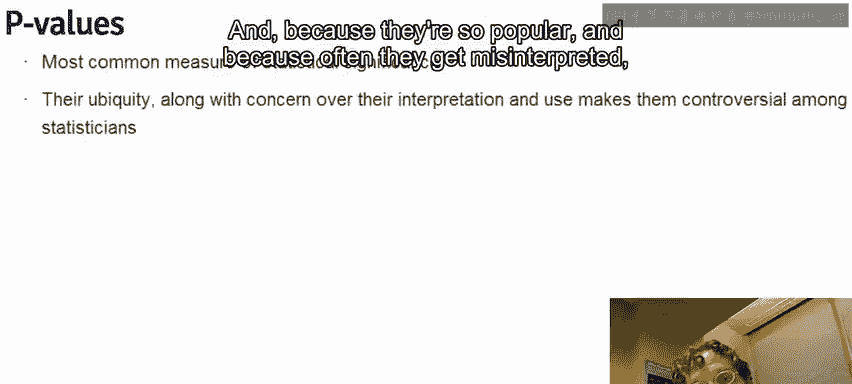 P-values
And, because they're so popular, and
because often they get misinterpreted,
· Most common
· Their ubiquity, along with concern over their interpretation and use makes them controversial among
statisticians